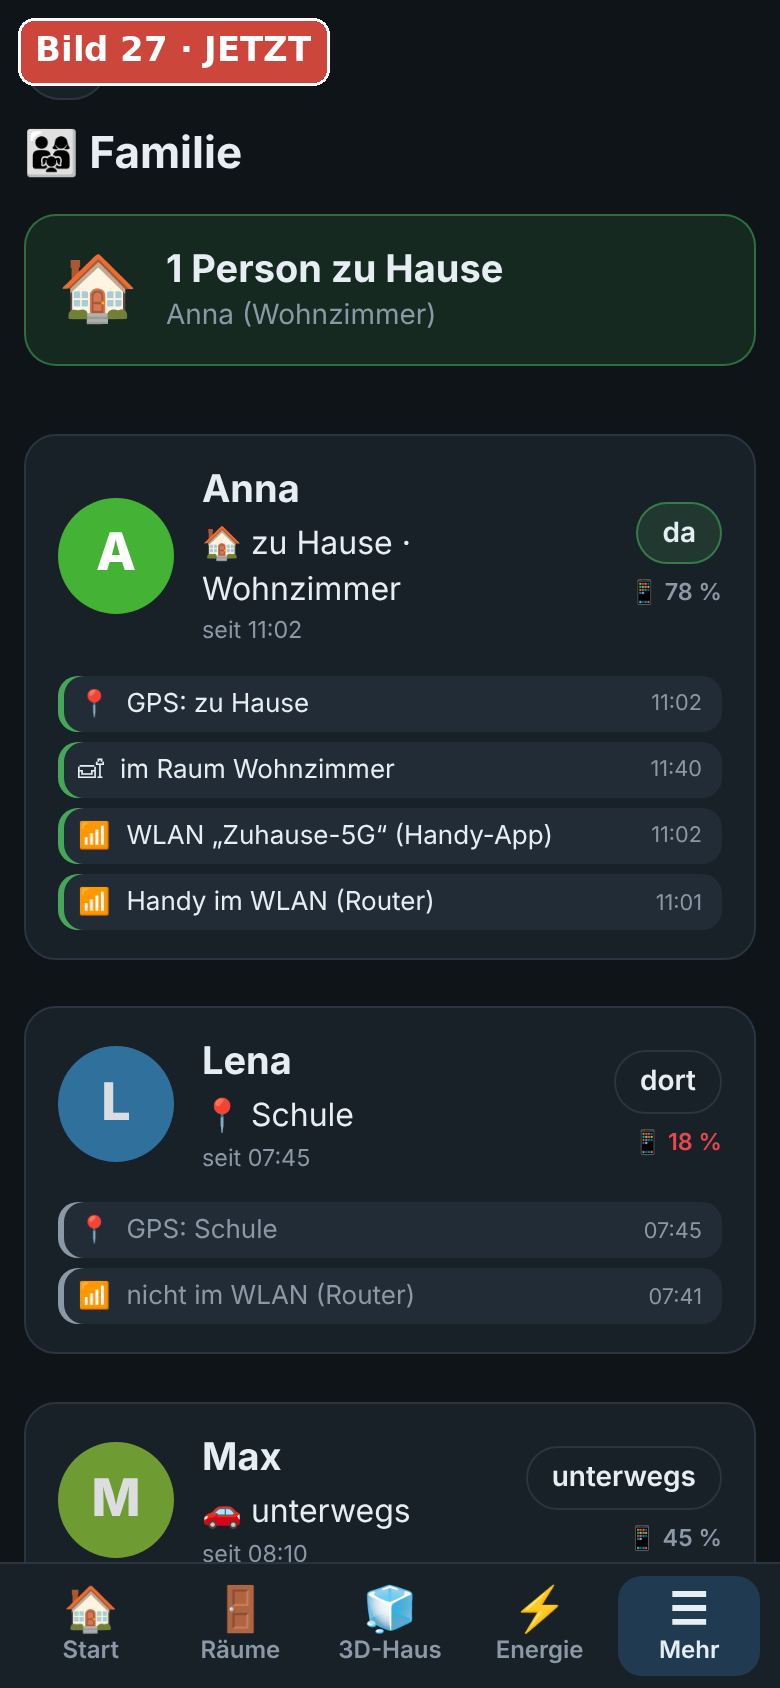 Bild 27 · JETZT
Familie
1 Person zu Hause
Anna (Wohnzimmer)
A
Anna
zu Hause ·
Wohnzimmer
seit 11:02
da
78 %
GPS: zu Hause 11:02
im Raum Wohnzimmer 11:40
WLAN „Zuhause-5G“ (Handy-App) 11:02
Handy im WLAN (Router) 11:01
L
Lena
Schule
seit 07:45
dort
18 %
GPS: Schule 07:45
nicht im WLAN (Router) 07:41
M
Max
unterwegs
seit 08:10
unterwegs
45 %
Start Räume 3D-Haus Energie Mehr